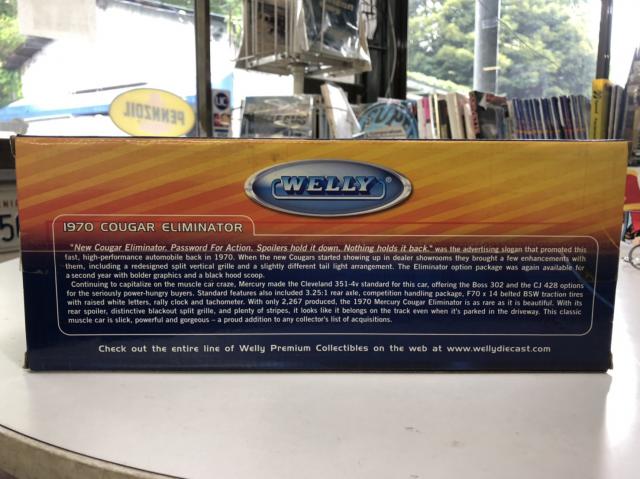 PENNZOIL
WELLY®
1970 COUGAR ELIMINATOR
"New Cougar Eliminator. Password For Action. Spoilers hold it down. Nothing holds it back." was the advertising slogan that promoted this
fast, high-performance automobile back in 1970. When the new Cougars started showing up in dealer showrooms they brought a few enhancements with
them, including a redesigned split vertical grille and a slightly different tail light arrangement. The Eliminator option package was again available for
a second year with bolder graphics and a black hood scoop.
Continuing to capitalize on the muscle car craze, Mercury made the Cleveland 351-4v standard for this car, offering the Boss 302 and the CJ 428 options
for the seriously power-hungry buyers. Standard features also included 3.25:1 rear axle, competition handling package, F70 x 14 belted BSW traction tires
with raised white letters, rally clock and tachometer. With only 2,267 produced, the 1970 Mercury Cougar Eliminator is as rare as it is beautiful. With its
rear spoiler, distinctive blackout split grille, and plenty of stripes, it looks like it belongs on the track even when it's parked in the driveway. This classic
muscle car is slick, powerful and gorgeous – a proud addition to any collector's list of acquisitions.
Check out the entire line of Welly Premium Collectibles on the web at www.wellydiecast.com